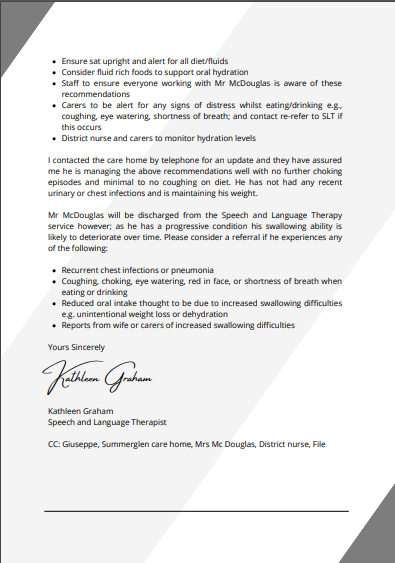 • Ensure sat upright and alert for all diet/fluids
• Consider fluid rich foods to support oral hydration
• Staff to ensure everyone working with Mr McDouglas is aware of these
recommendations
• Carers to be alert for any signs of distress whilst eating/drinking e.g.,
coughing, eye watering, shortness of breath; and contact re-refer to SLT if
this occurs
• District nurse and carers to monitor hydration levels
I contacted the care home by telephone for an update and they have assured
me he is managing the above recommendations well with no further choking
episodes and minimal to no coughing on diet. He has not had any recent
urinary or chest infections and is maintaining his weight.
Mr McDouglas will be discharged from the Speech and Language Therapy
service however; as he has a progressive condition his swallowing ability is
likely to deteriorate over time. Please consider a referral if he experiences any
of the following:
• Recurrent chest infections or pneumonia
• Coughing, choking, eye watering, red in face, or shortness of breath when
eating or drinking
• Reduced oral intake thought to be due to increased swallowing difficulties
e.g. unintentional weight loss or dehydration
• Reports from wife or carers of increased swallowing difficulties
Yours Sincerely
Kathleen Graham
Kathleen Graham
Speech and Language Therapist
CC: Giuseppe, Summerglen care home, Mrs Mc Douglas, District nurse, File